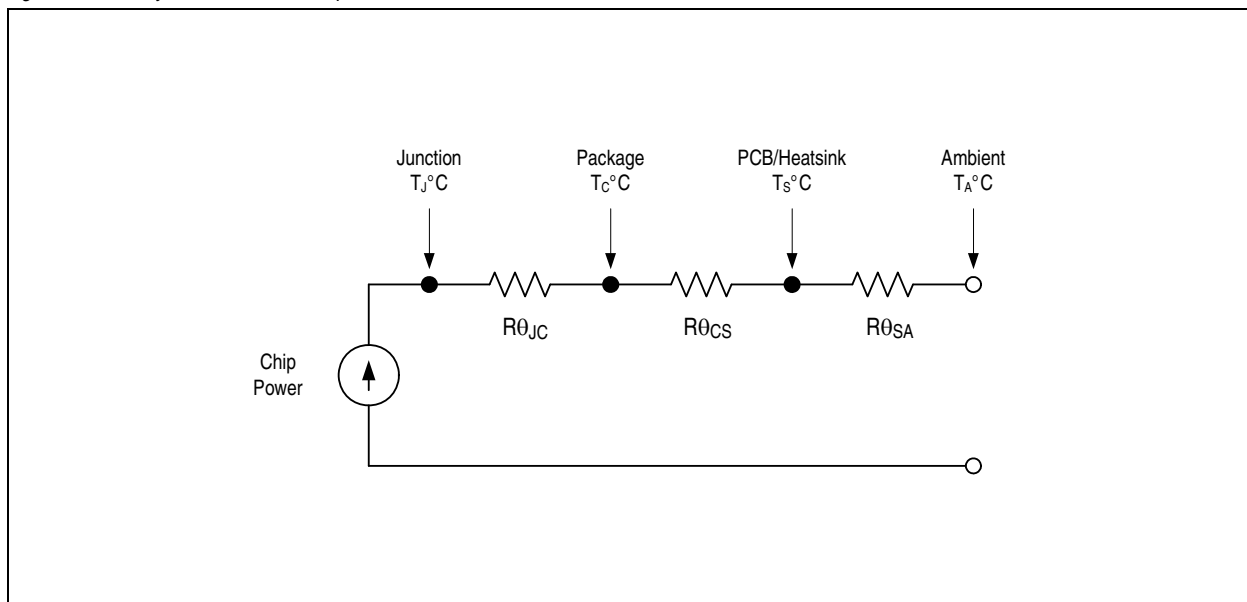 Junction
TJ°C
Package
TC°C
PCB/Heatsink
TS°C
Ambient
TA°C
RθJC
RθCS
RθSA
Chip
Power